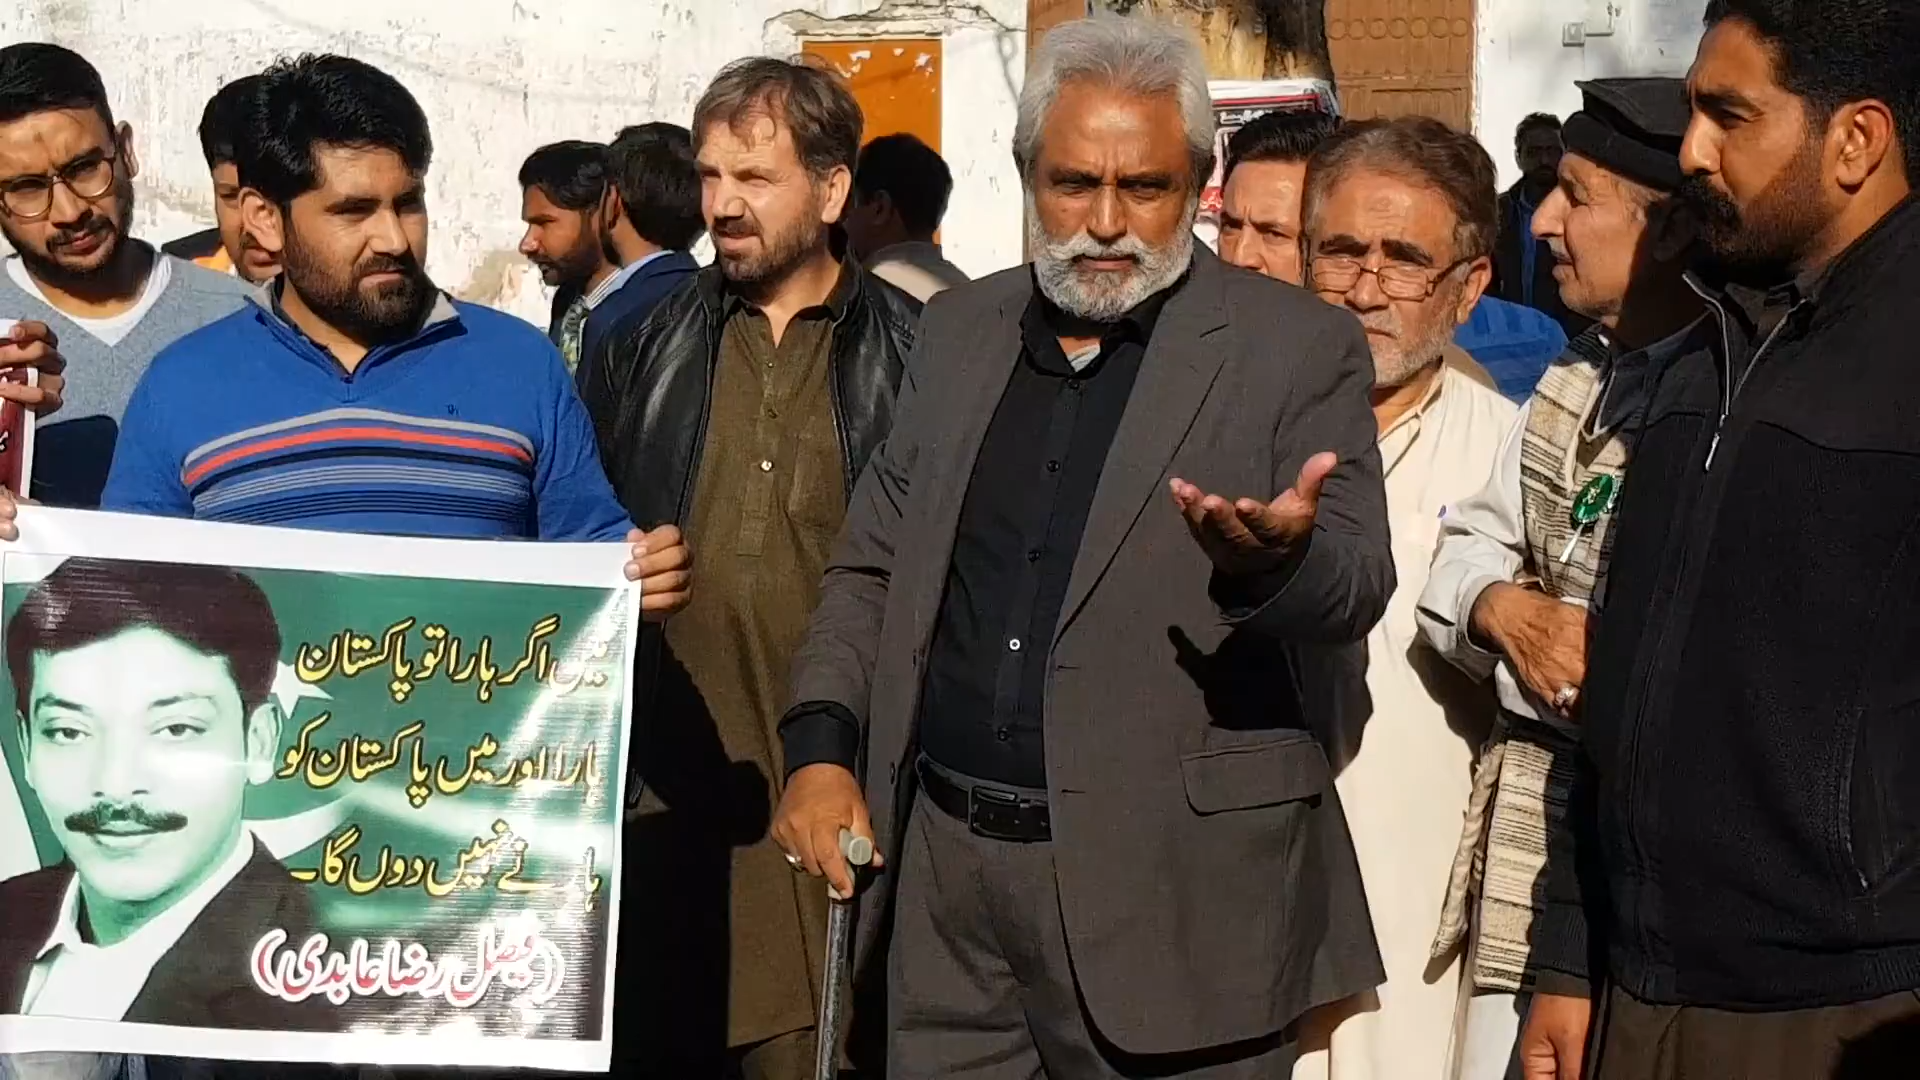 میں اگر ہارا تو پاکستان
ہارا اور میں پاکستان کو
ہارنے نہیں دوں گا۔
(فیصل رضا عابدی)